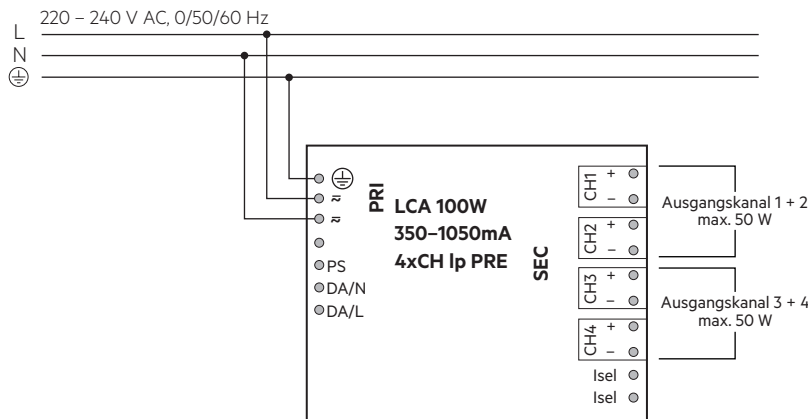 220 – 240 V AC, 0/50/60 Hz
L
N
PRI
LCA 100W
350–1050mA
4xCH lp PRE
SEC
≂
≂
PS
DA/N
DA/L
CH1
+
–
CH2
+
–
CH3
+
–
CH4
+
–
Isel
Isel
Ausgangskanal 1 + 2
max. 50 W
Ausgangskanal 3 + 4
max. 50 W